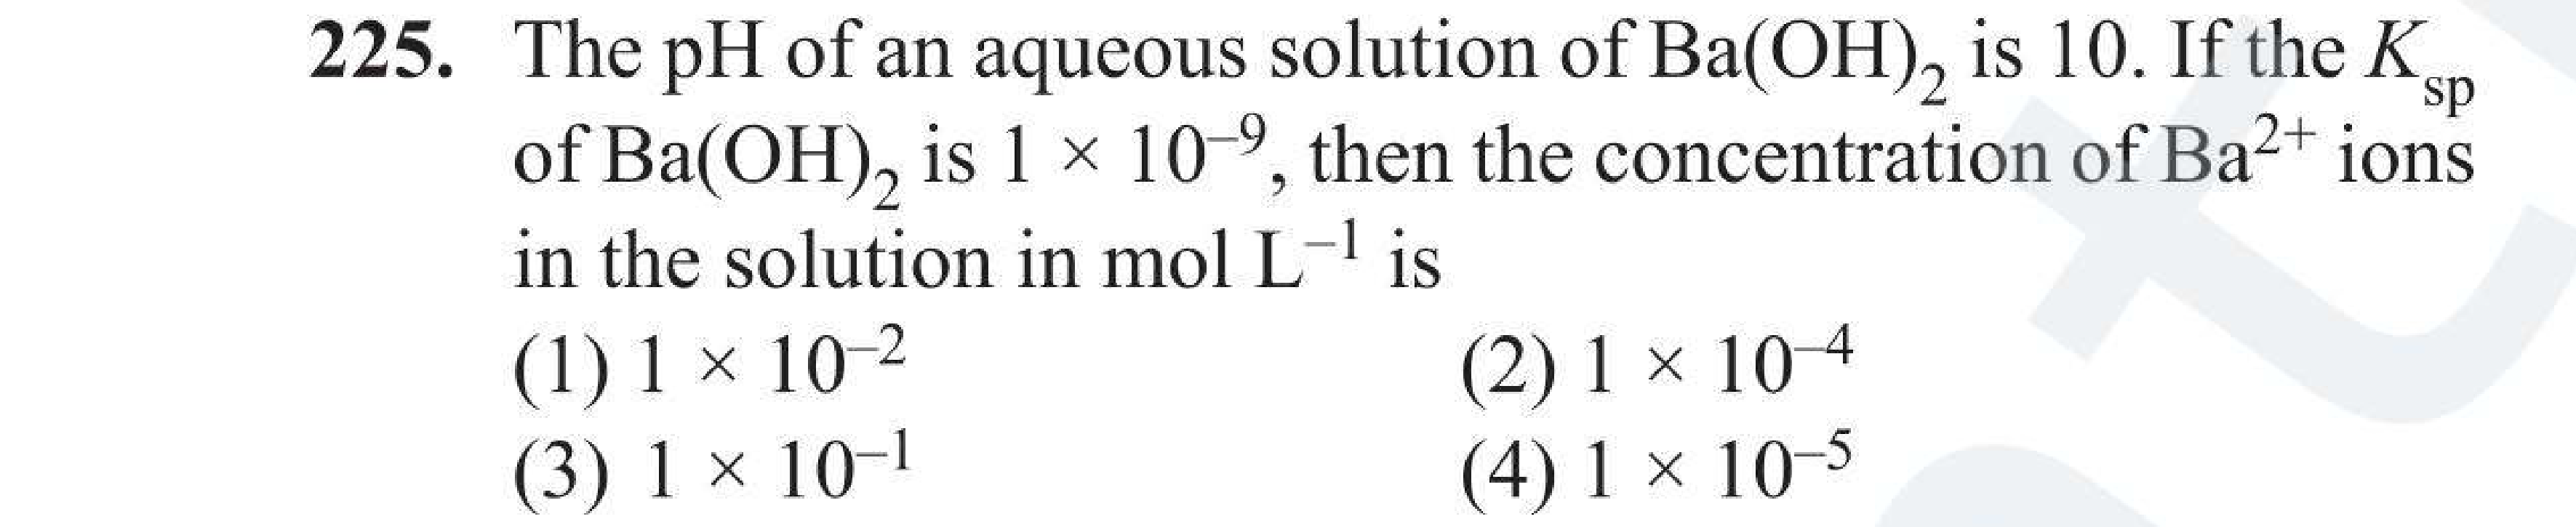 225. The pH of an aqueous solution of Ba(OH)₂ is 10. If the Kₛₚ
of Ba(OH)₂ is 1 × 10⁻⁹, then the concentration of Ba²⁺ ions
in the solution in mol L⁻¹ is
(1) 1 × 10⁻² (2) 1 × 10⁻⁴
(3) 1 × 10⁻¹ (4) 1 × 10⁻⁵